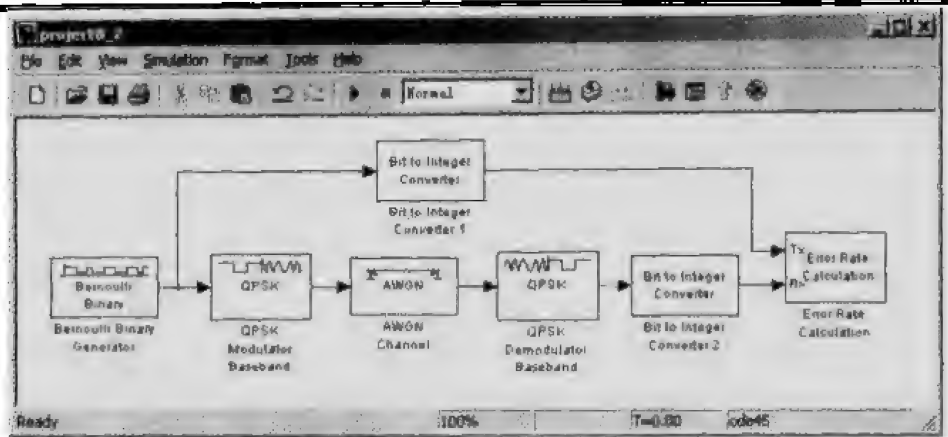 project8_2
File Edit View Simulation Format Tools Help
Normal
Bit to Integer
Converter
Bit to Integer
Converter 1
Bernoulli
Binary
Bernoulli Binary
Generator
QPSK
QPSK
Modulator
Baseband
AWGN
AWGN
Channel
QPSK
QPSK
Demodulator
Baseband
Bit to Integer
Converter
Bit to Integer
Converter 2
Tx
Rx
Error Rate
Calculation
Error Rate
Calculation
Ready
100%
T=0.00
ode45